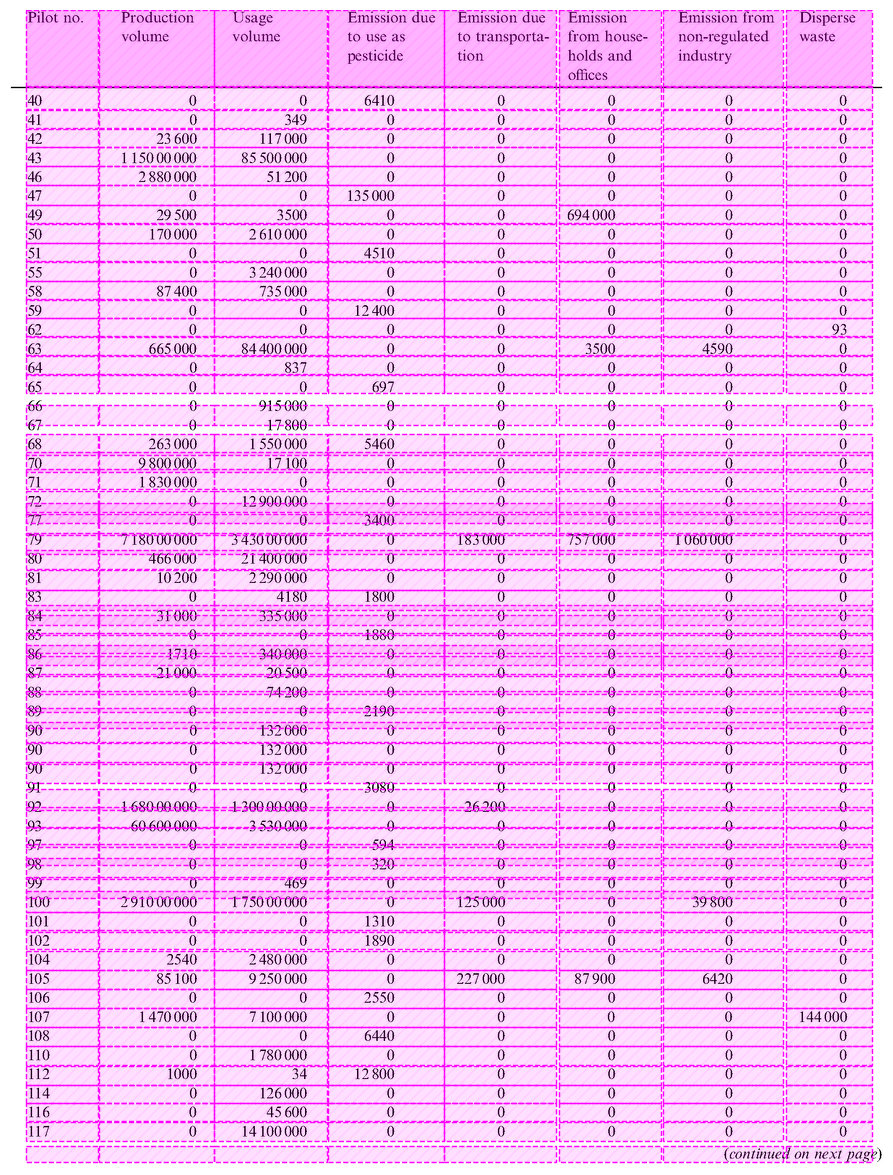 Pilot no. Production volume Usage volume Emission due to use as pesticide Emission due to transporta-tion Emission from house-holds and offices Emission from non-regulated industry Disperse waste
40 0 0 6410 0 0 0 0
41 0 349 0 0 0 0 0
42 23 600 117 000 0 0 0 0 0
43 1 150 00 000 85 500 000 0 0 0 0 0
46 2 880 000 51 200 0 0 0 0 0
47 0 0 135 000 0 0 0 0
49 29 500 3500 0 0 694 000 0 0
50 170 000 2 610 000 0 0 0 0 0
51 0 0 4510 0 0 0 0
55 0 3 240 000 0 0 0 0 0
58 87 400 735 000 0 0 0 0 0
59 0 0 12 400 0 0 0 0
62 0 0 0 0 0 0 93
63 665 000 84 400 000 0 0 3500 4590 0
64 0 837 0 0 0 0 0
65 0 0 697 0 0 0 0
66 0 915 000 0 0 0 0 0
67 0 17 800 0 0 0 0 0
68 263 000 1 550 000 5460 0 0 0 0
70 9 800 000 17 100 0 0 0 0 0
71 1 830 000 0 0 0 0 0 0
72 0 12 900 000 0 0 0 0 0
77 0 0 3400 0 0 0 0
79 7 180 00 000 3 430 00 000 0 183 000 757 000 1 060 000 0
80 466 000 21 400 000 0 0 0 0 0
81 10 200 2 290 000 0 0 0 0 0
83 0 4180 1800 0 0 0 0
84 31 000 335 000 0 0 0 0 0
85 0 0 1880 0 0 0 0
86 1710 340 000 0 0 0 0 0
87 21 000 20 500 0 0 0 0 0
88 0 74 200 0 0 0 0 0
89 0 0 2190 0 0 0 0
90 0 132 000 0 0 0 0 0
90 0 132 000 0 0 0 0 0
90 0 132 000 0 0 0 0 0
91 0 0 3080 0 0 0 0
92 1 680 00 000 1 300 00 000 0 26 200 0 0 0
93 60 600 000 3 530 000 0 0 0 0 0
97 0 0 594 0 0 0 0
98 0 0 320 0 0 0 0
99 0 469 0 0 0 0 0
100 2 910 00 000 1 750 00 000 0 125 000 0 39 800 0
101 0 0 1310 0 0 0 0
102 0 0 1890 0 0 0 0
104 2540 2 480 000 0 0 0 0 0
105 85 100 9 250 000 0 227 000 87 900 6420 0
106 0 0 2550 0 0 0 0
107 1 470 000 7 100 000 0 0 0 0 144 000
108 0 0 6440 0 0 0 0
110 0 1 780 000 0 0 0 0 0
112 1000 34 12 800 0 0 0 0
114 0 126 000 0 0 0 0 0
116 0 45 600 0 0 0 0 0
117 0 14 100 000 0 0 0 0 0
(continued on next page)